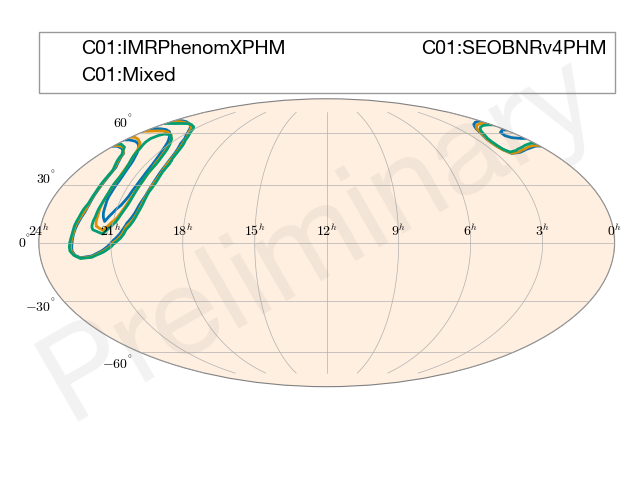 C01:IMRPhenomXPHM C01:SEOBNRv4PHM
C01:Mixed
60°
30°
0° 24h 21h 18h 15h 12h 9h 6h 3h 0h
−30°
−60°
Preliminary